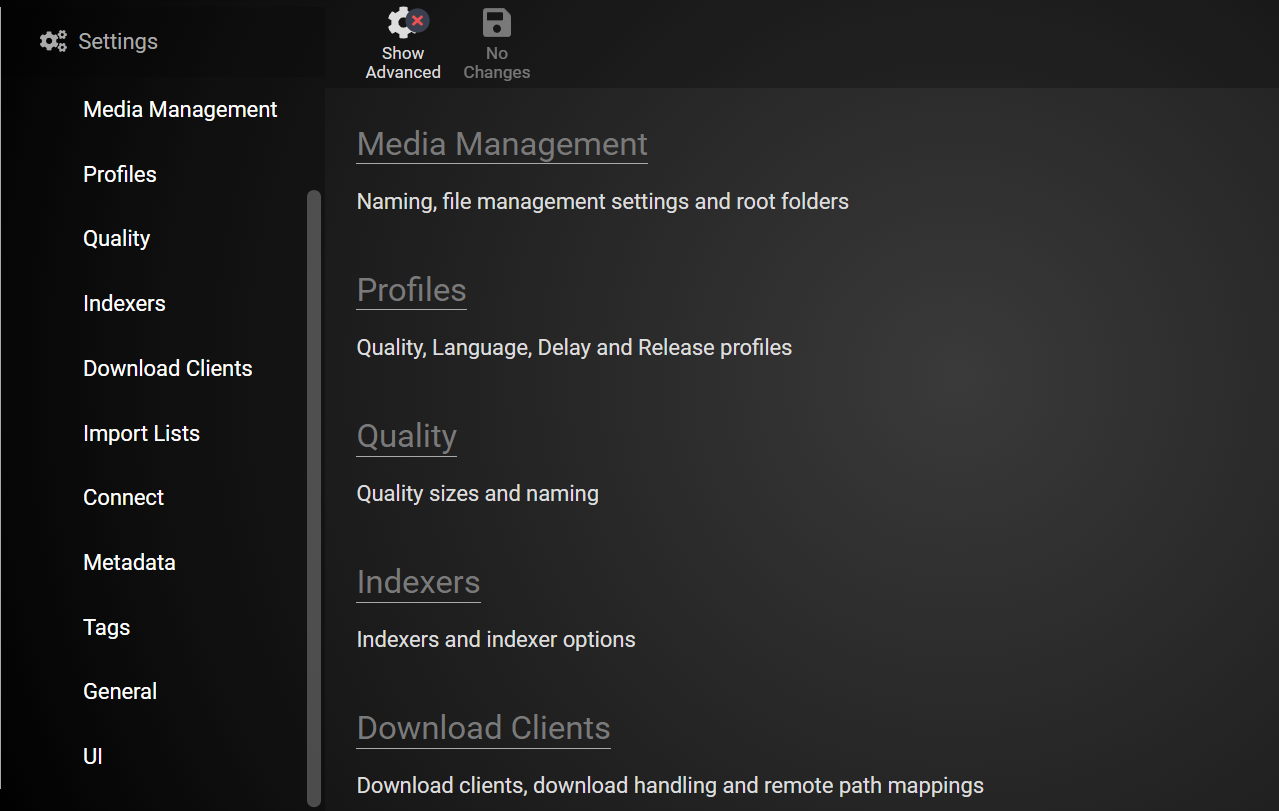 Settings
Media Management
Profiles
Quality
Indexers
Download Clients
Import Lists
Connect
Metadata
Tags
General
UI
Show
Advanced
No
Changes
Media Management
Naming, file management settings and root folders
Profiles
Quality, Language, Delay and Release profiles
Quality
Quality sizes and naming
Indexers
Indexers and indexer options
Download Clients
Download clients, download handling and remote path mappings